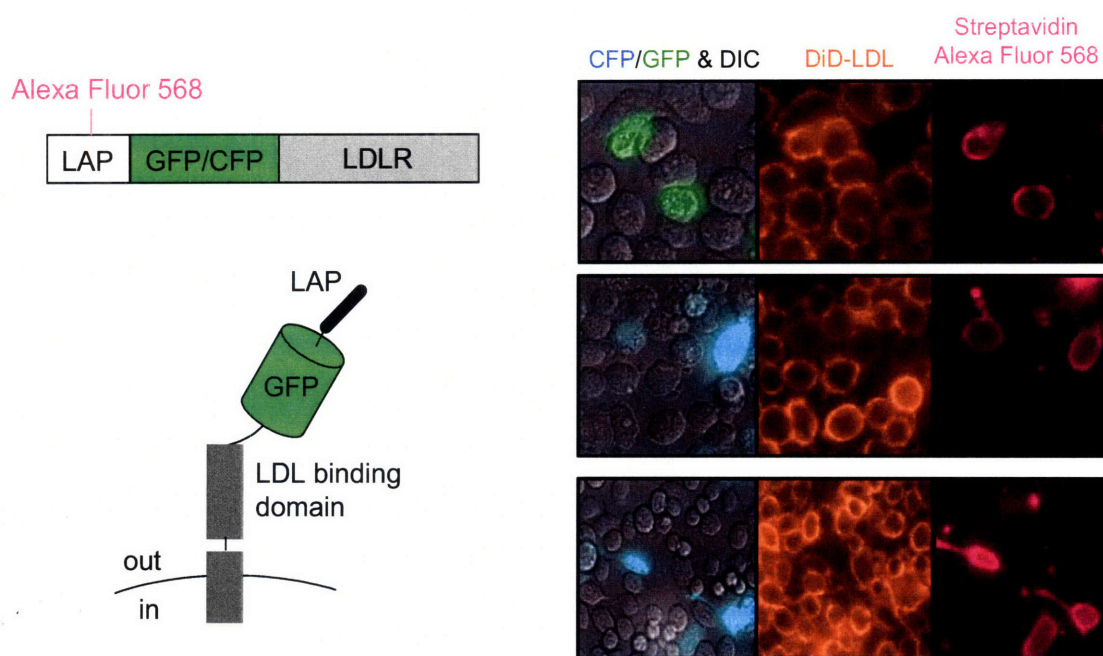 Alexa Fluor 568
LAP GFP/CFP LDLR
LAP
GFP
LDL binding
domain
out
in
CFP/GFP & DIC
DiD-LDL
Streptavidin
Alexa Fluor 568